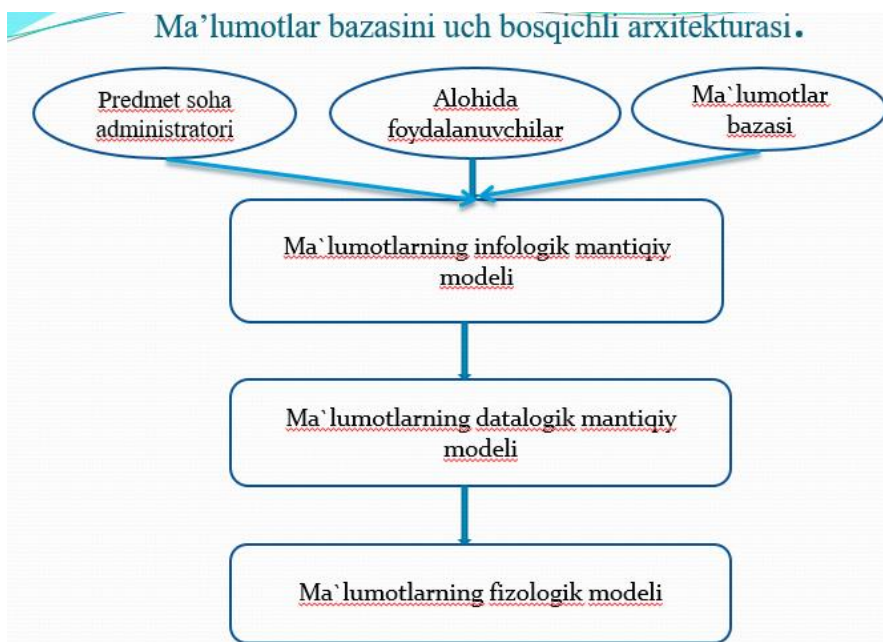 Ma’lumotlar bazasini uch bosqichli arxitekturasi.
Predmet soha
administratori
Alohida
foydalanuvchilar
Ma`lumotlar
bazasi
Ma`lumotlarning infologik mantiqiy
modeli
Ma`lumotlarning datalogik mantiqiy
modeli
Ma`lumotlarning fizologik modeli